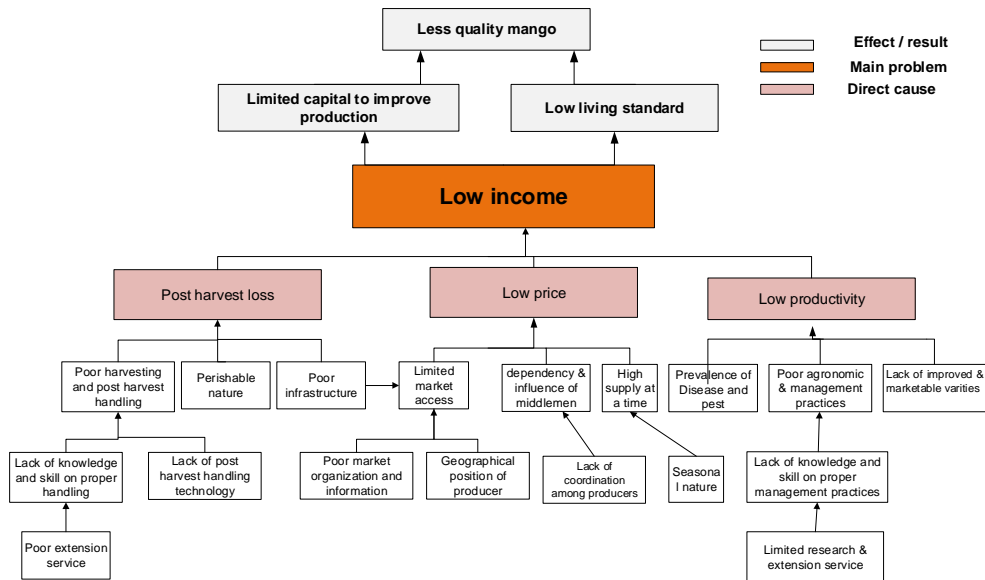 Less quality mango
Effect / result
Main problem
Direct cause
Limited capital to improve
production
Low living standard
Low income
Post harvest loss
Low price
Low productivity
Poor harvesting
and post harvest
handling
Perishable
nature
Poor
infrastructure
Limited
market
access
dependency &
influence of
middlemen
High
supply at
a time
Prevalence of
Disease and
pest
Poor agronomic
& management
practices
Lack of improved &
marketable varities
Lack of knowledge
and skill on proper
handling
Lack of post
harvest handling
technology
Poor market
organization and
information
Geographical
position of
producer
Lack of
coordination
among producers
Seasona
l nature
Lack of knowledge and
skill on proper
management practices
Poor extension
service
Limited research &
extension service